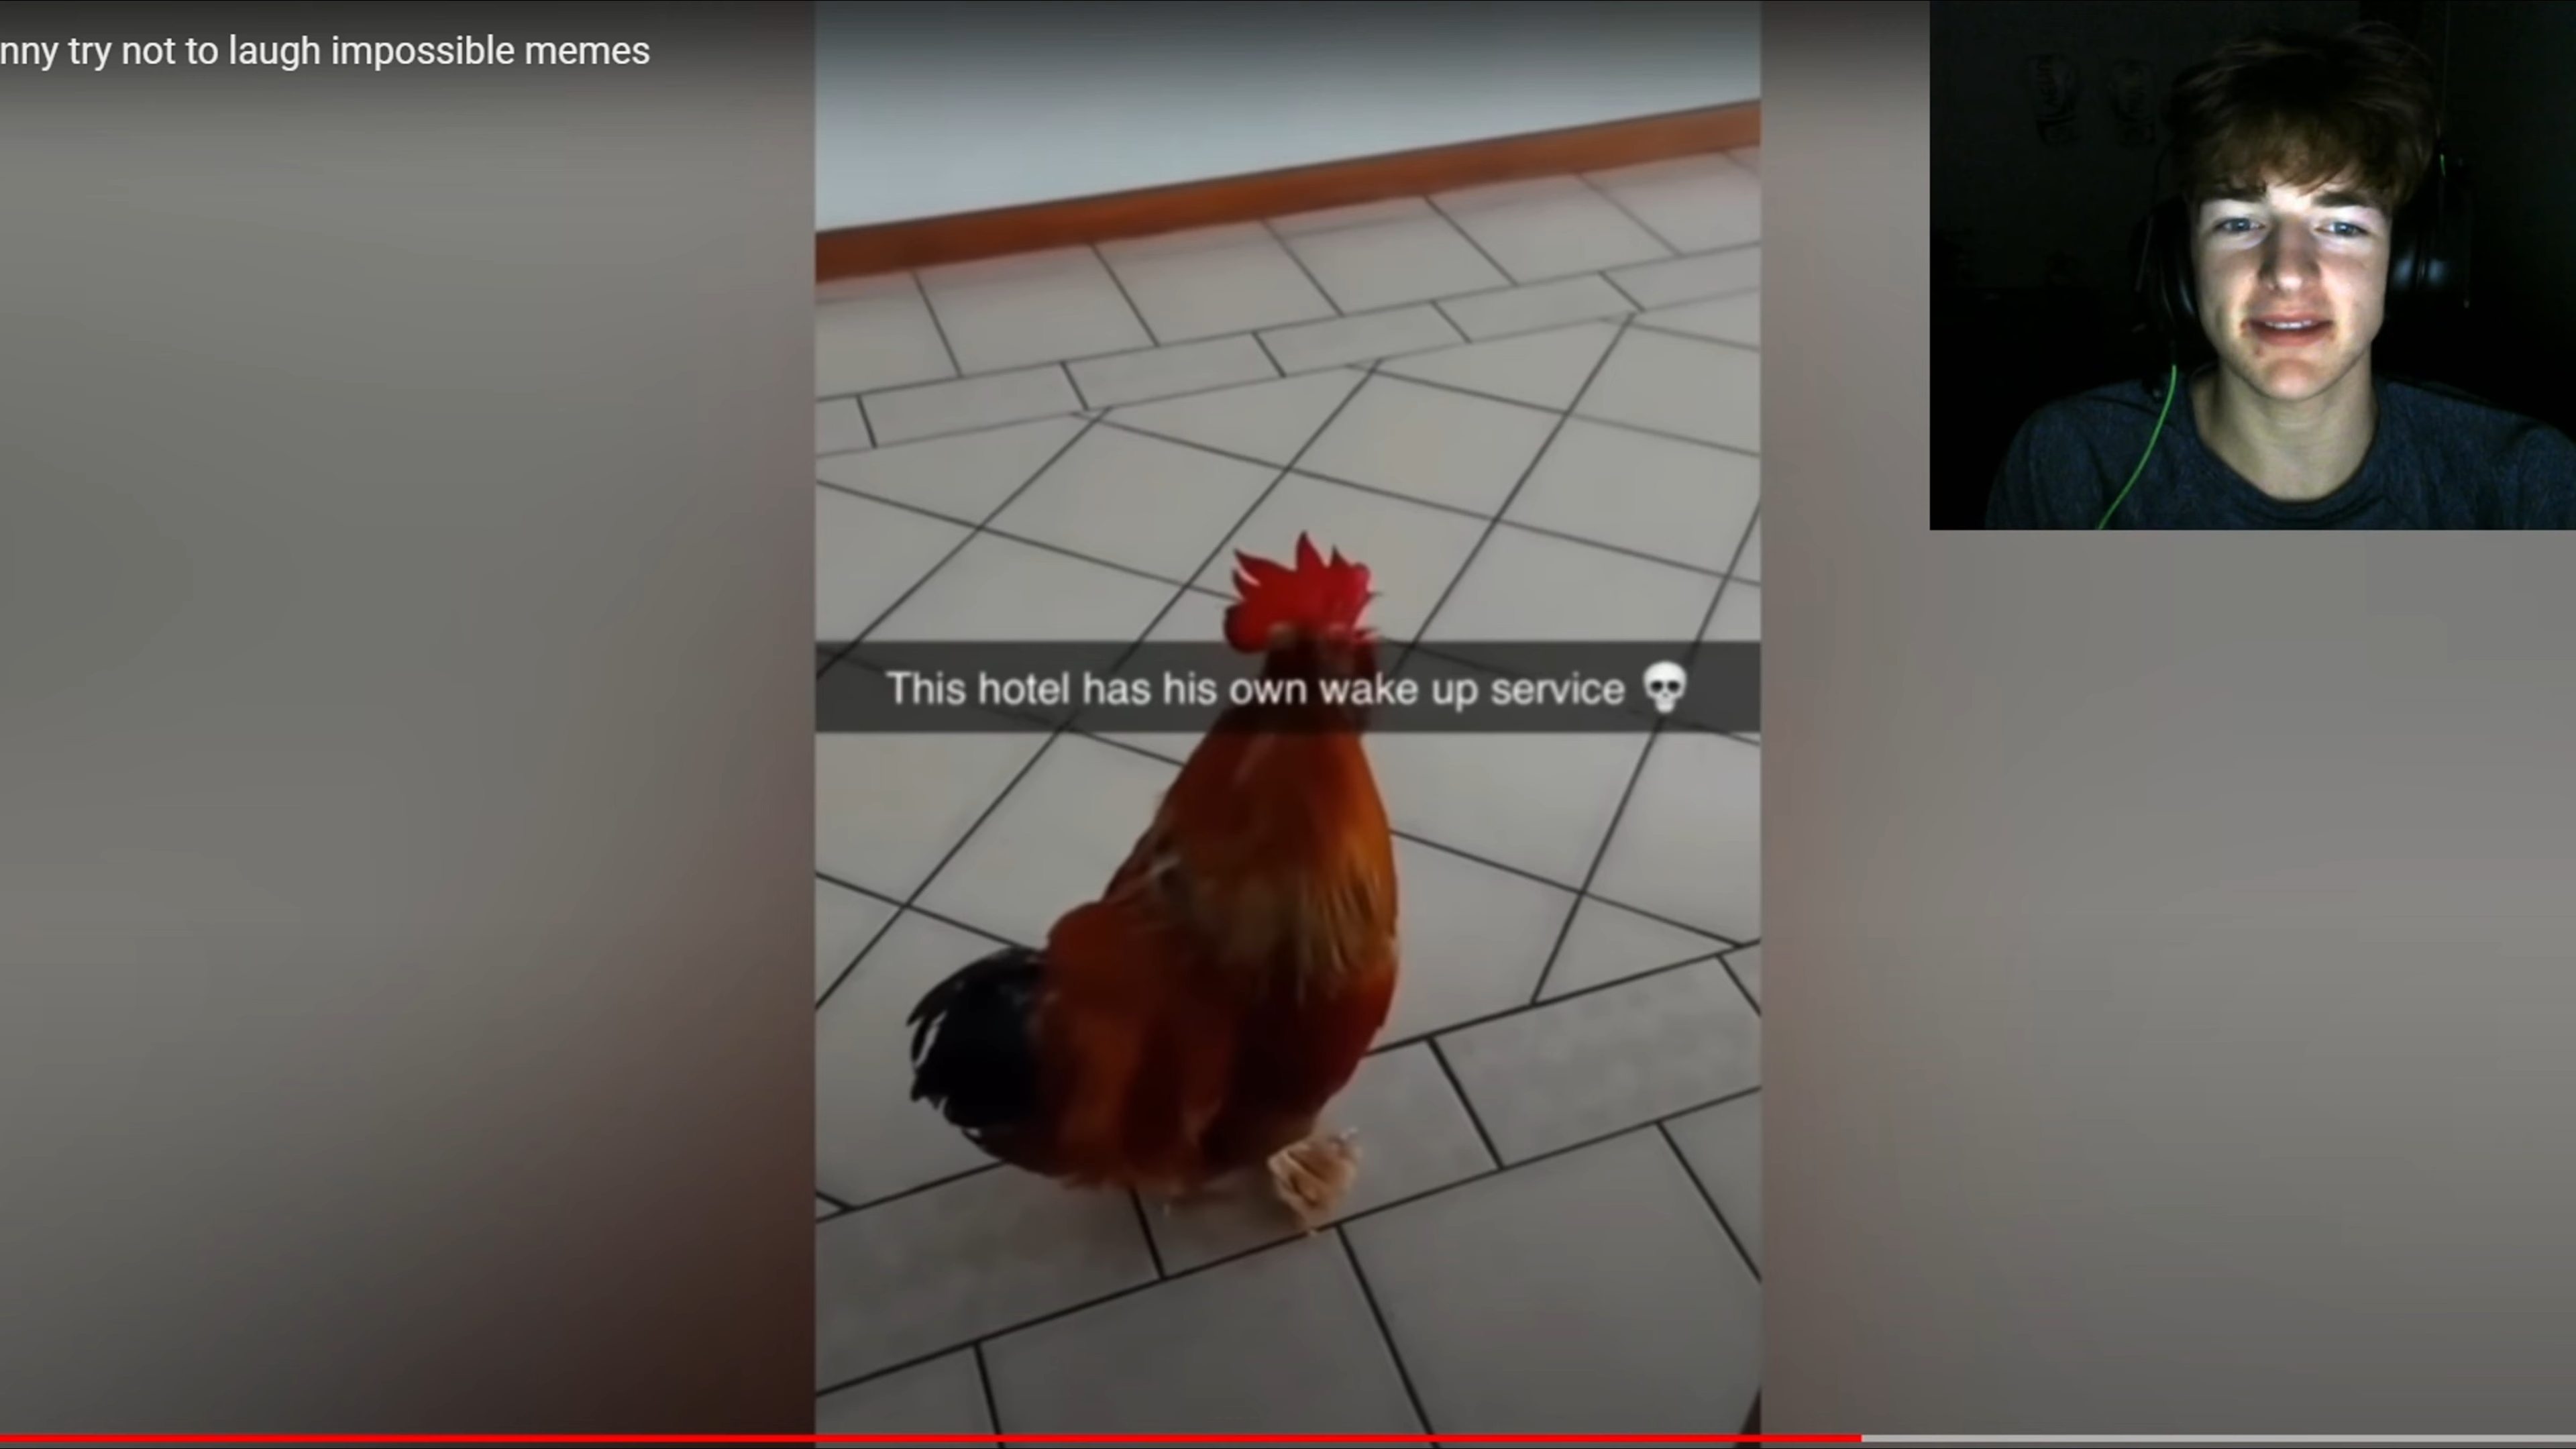 nny try not to laugh impossible memes
This hotel has his own wake up service 💀